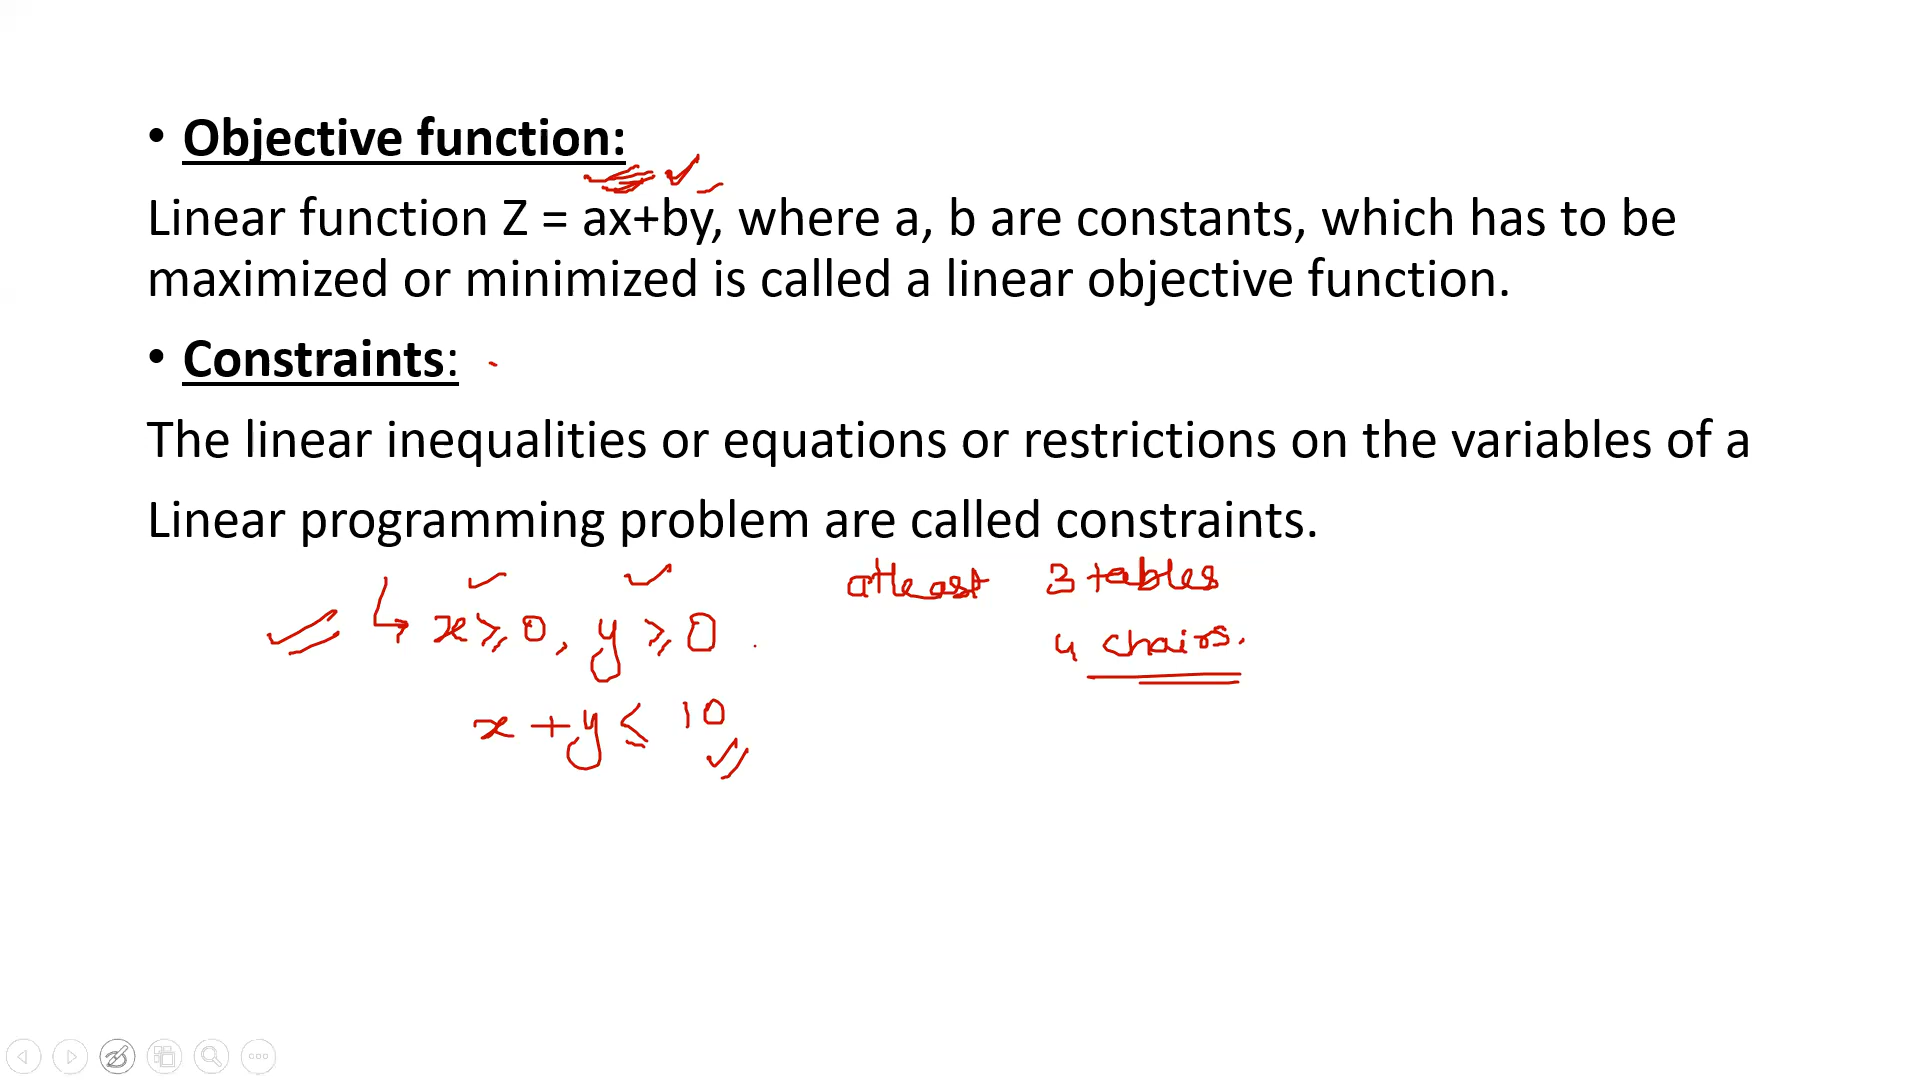 • Objective function:
Linear function Z = ax+by, where a, b are constants, which has to be
maximized or minimized is called a linear objective function.
• Constraints:
The linear inequalities or equations or restrictions on the variables of a
Linear programming problem are called constraints.
atleast 3 tables
x ≥ 0, y ≥ 0
4 chairs.
x + y ≤ 10